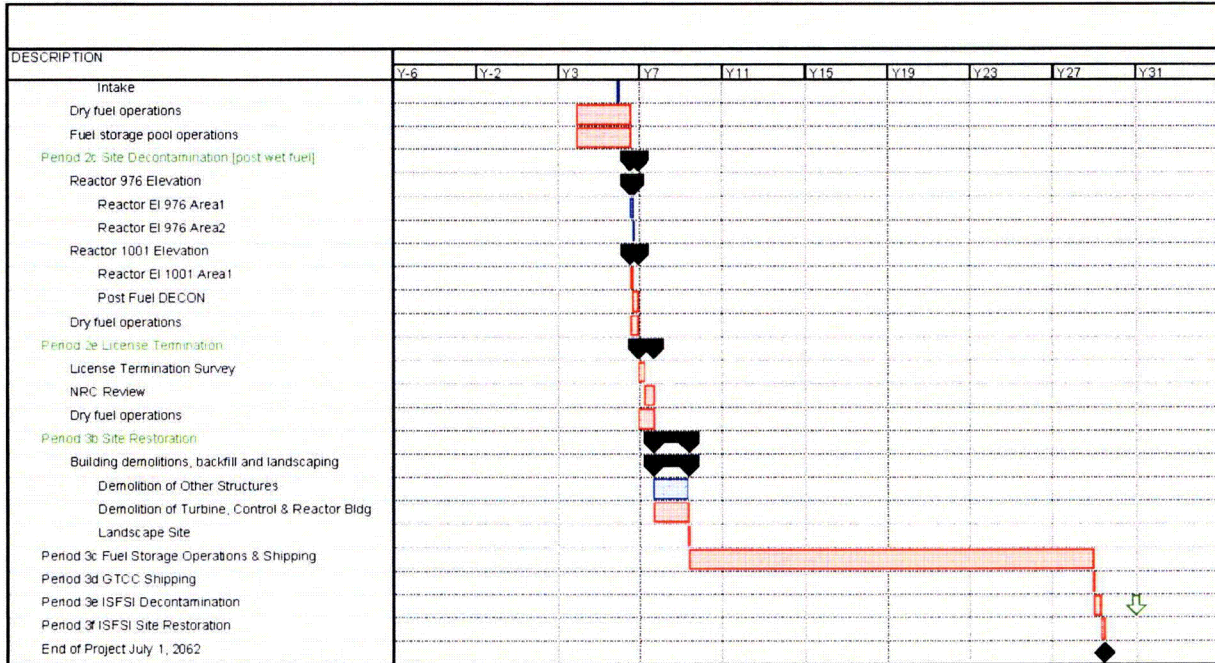 DESCRIPTION
Y-6 Y-2 Y3 Y7 Y11 Y15 Y19 Y23 Y27 Y31
Intake
Dry fuel operations
Fuel storage pool operations
Period 2c Site Decontamination [post wet fuel]
Reactor 976 Elevation
Reactor El 976 Area1
Reactor El 976 Area2
Reactor 1001 Elevation
Reactor El 1001 Area1
Post Fuel DECON
Dry fuel operations
Period 2e License Termination
License Termination Survey
NRC Review
Dry fuel operations
Period 3b Site Restoration
Building demolitions, backfill and landscaping
Demolition of Other Structures
Demolition of Turbine, Control & Reactor Bldg
Landscape Site
Period 3c Fuel Storage Operations & Shipping
Period 3d GTCC Shipping
Period 3e ISFSI Decontamination
Period 3f ISFSI Site Restoration
End of Project July 1, 2062